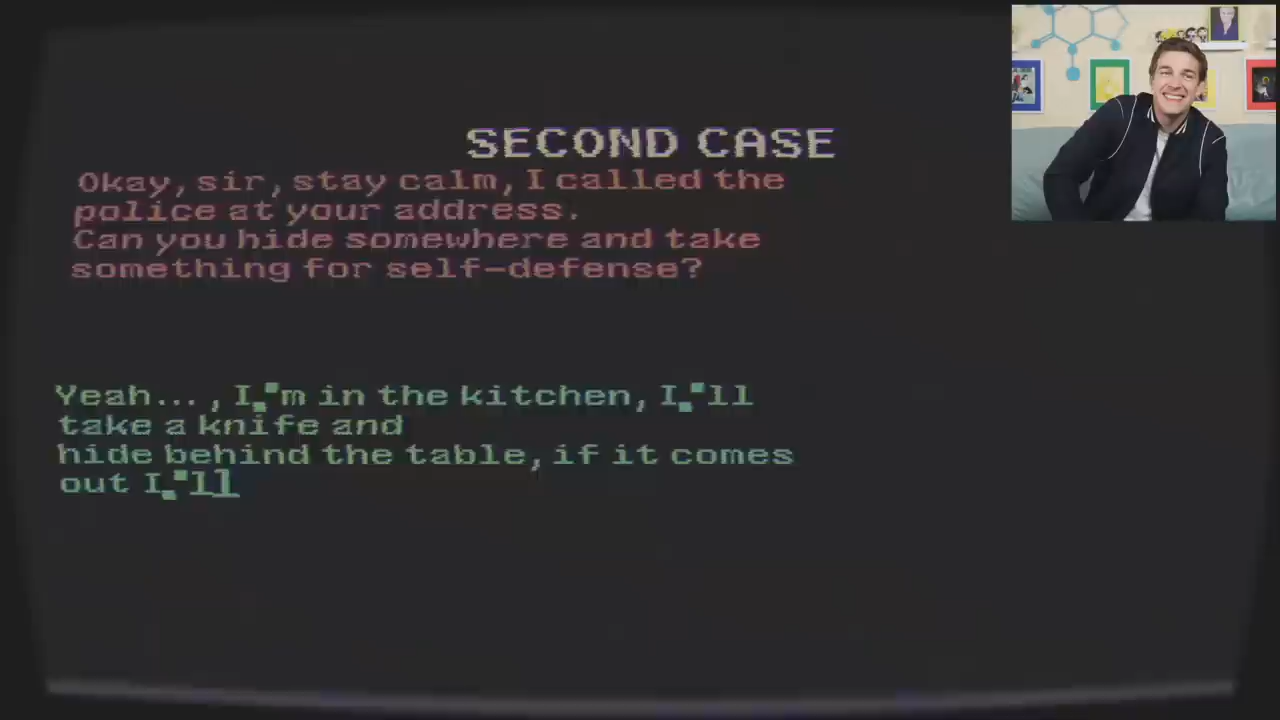 SECOND CASE
Okay, sir, stay calm, I called the
police at your address.
Can you hide somewhere and take
something for self-defense?
Yeah..., I.■m in the kitchen, I.■ll
take a knife and
hide behind the table, if it comes
out I.■ll